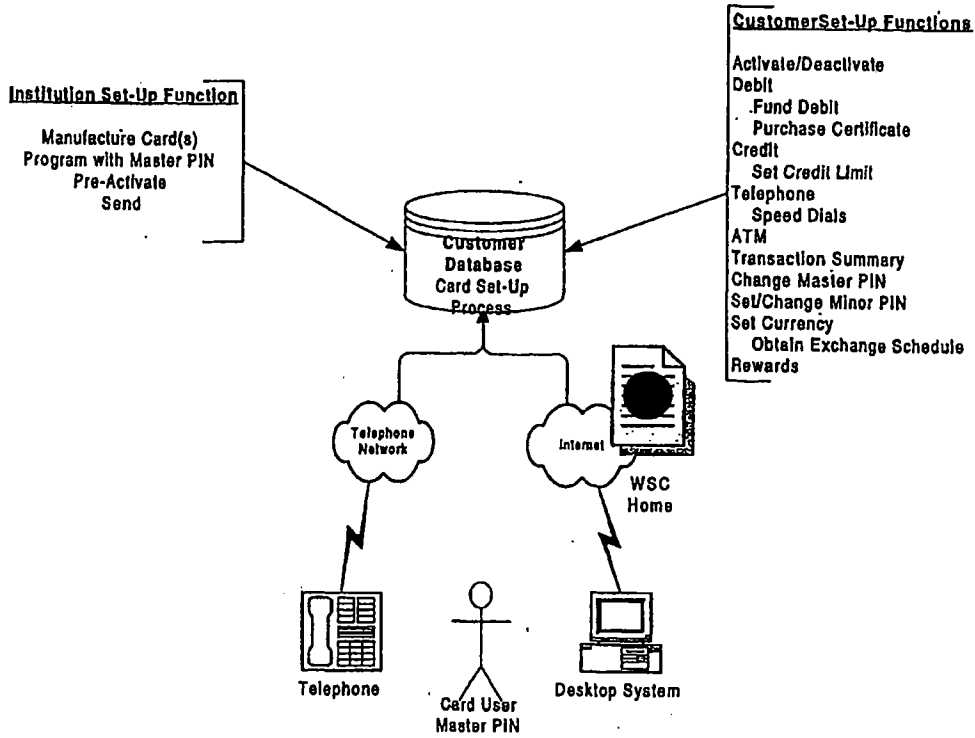 Institution Set-Up Function
Manufacture Card(s)
Program with Master PIN
Pre-Activate
Send
CustomerSet-Up Functions
Activate/Deactivate
Debit
Fund Debit
Purchase Certificate
Credit
Set Credit Limit
Telephone
Speed Dials
ATM
Transaction Summary
Change Master PIN
Set/Change Minor PIN
Set Currency
Obtain Exchange Schedule
Rewards
Customer
Database
Card Set-Up
Process
Telephone
Network
Internet
WSC
Home
Telephone
Card User
Master PIN
Desktop System